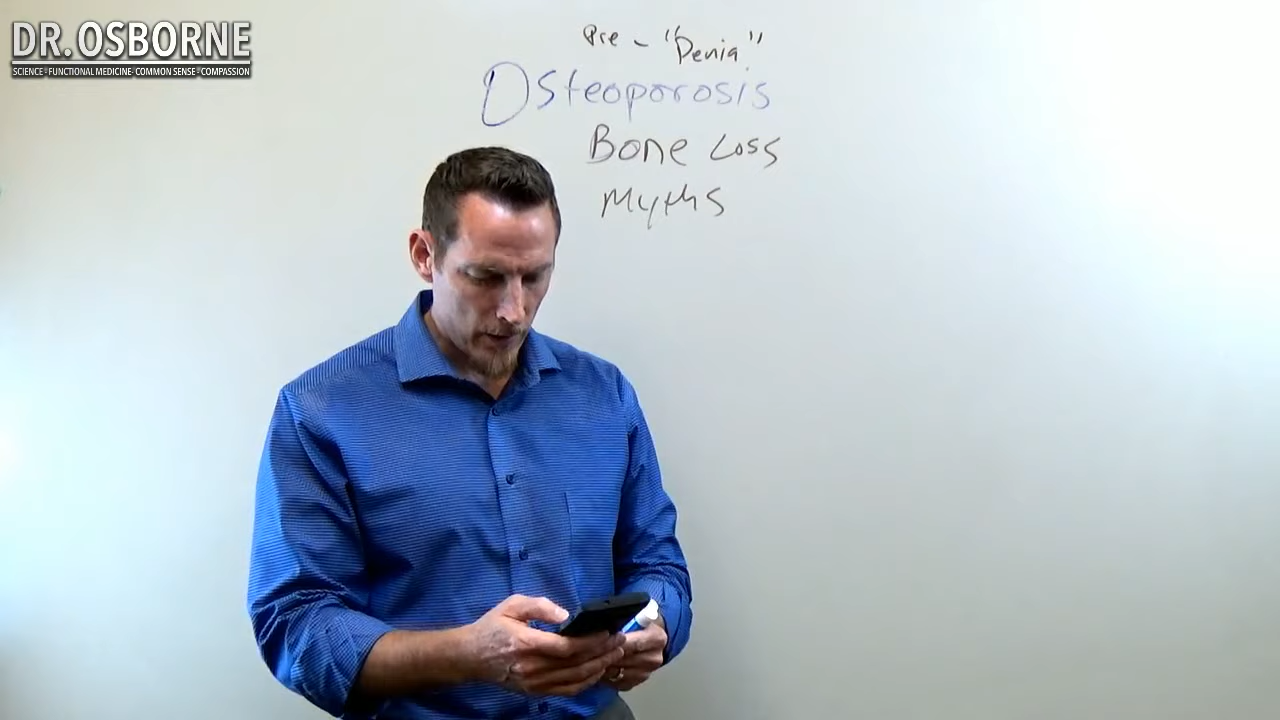 DR. OSBORNE
SCIENCE - FUNCTIONAL MEDICINE - COMMON SENSE - COMPASSION
Pre - "Penia"
Osteoporosis
Bone Loss
Myths